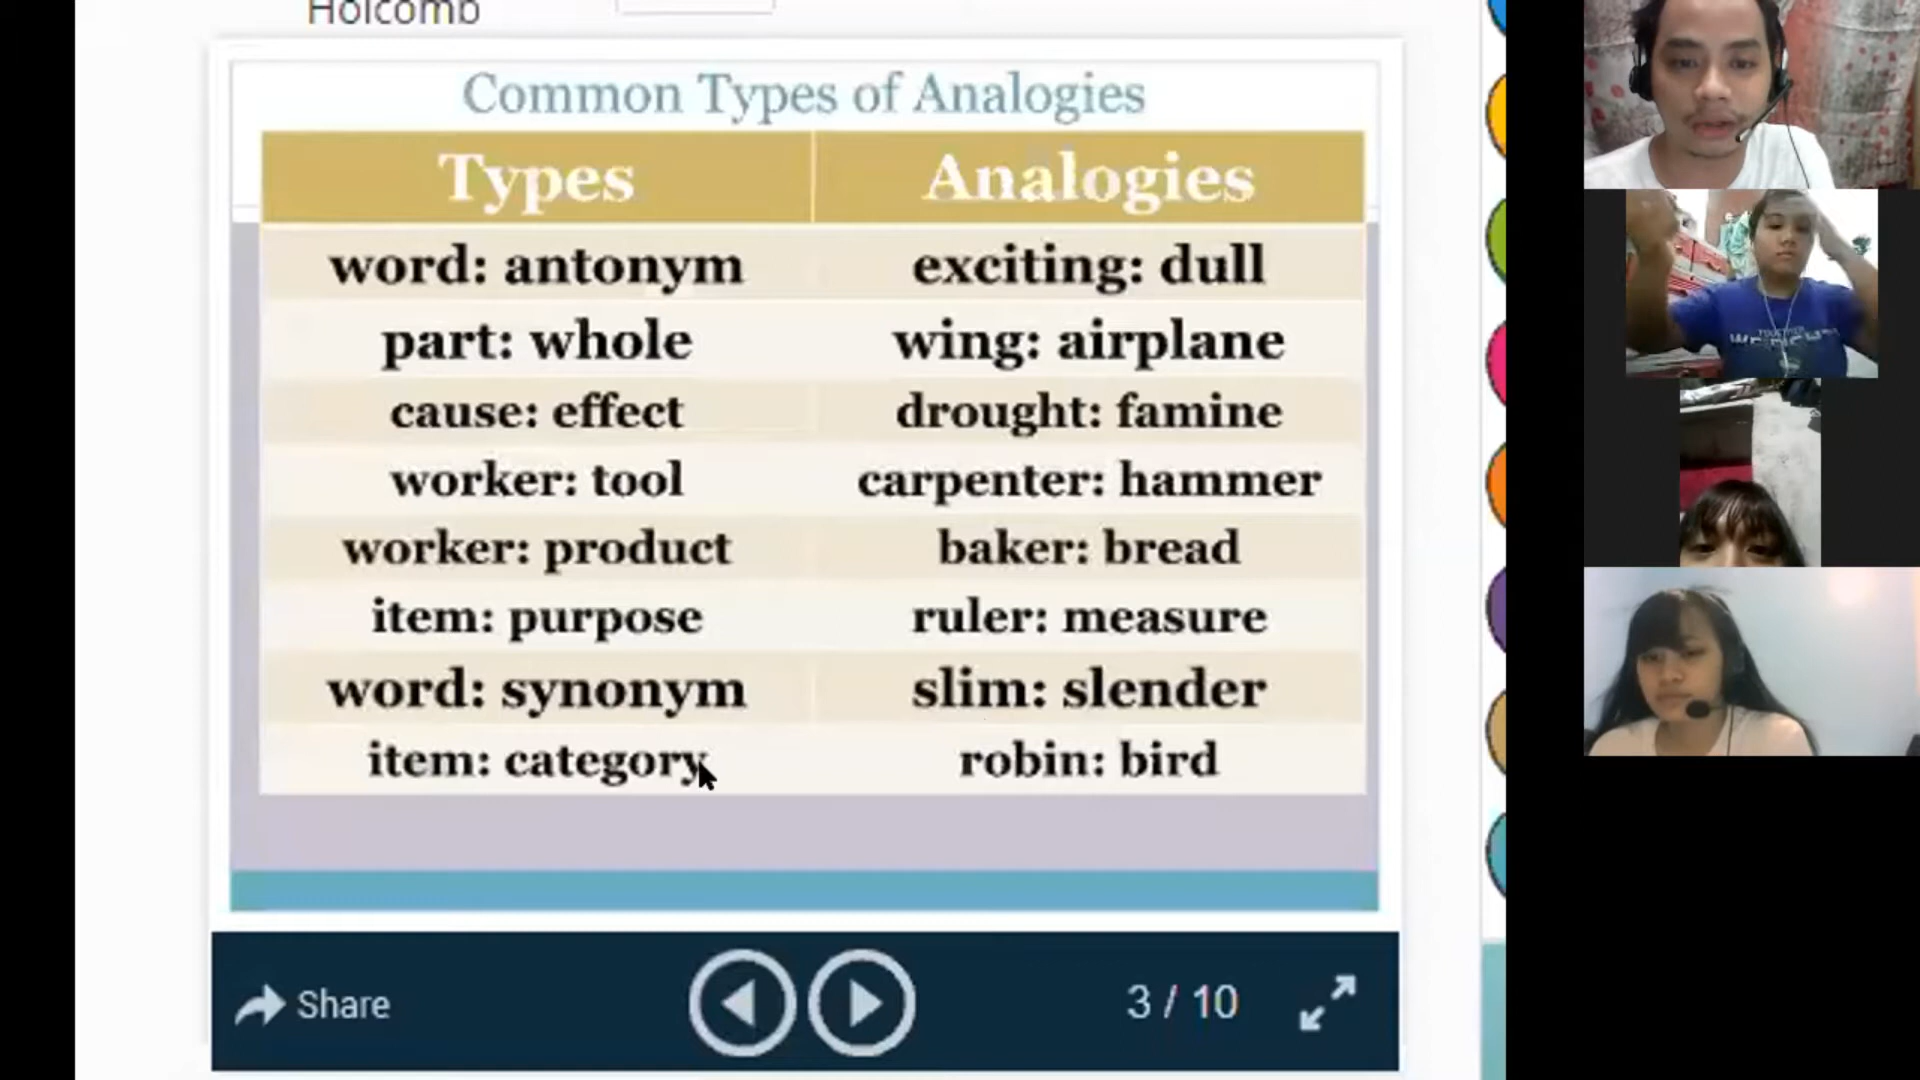 Holcomb
Common Types of Analogies
Types Analogies
word: antonym exciting: dull
part: whole wing: airplane
cause: effect drought: famine
worker: tool carpenter: hammer
worker: product baker: bread
item: purpose ruler: measure
word: synonym slim: slender
item: category robin: bird
Share 3 / 10
TOGETHER